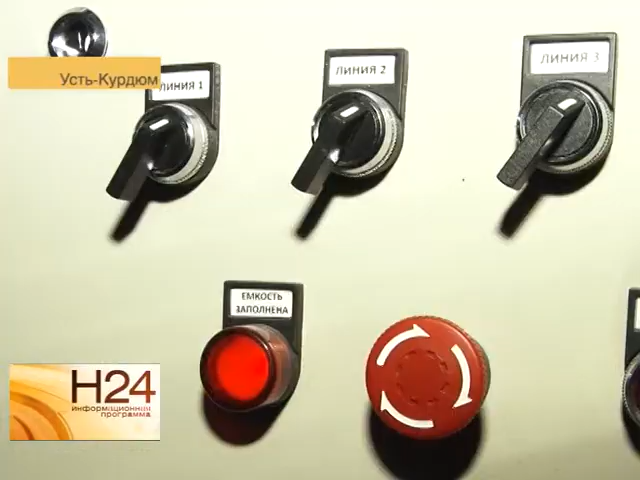 Усть-Курдюм
ЛИНИЯ 1
ЛИНИЯ 2
ЛИНИЯ 3
ЕМКОСТЬ
ЗАПОЛНЕНА
Н24
информационная
программа